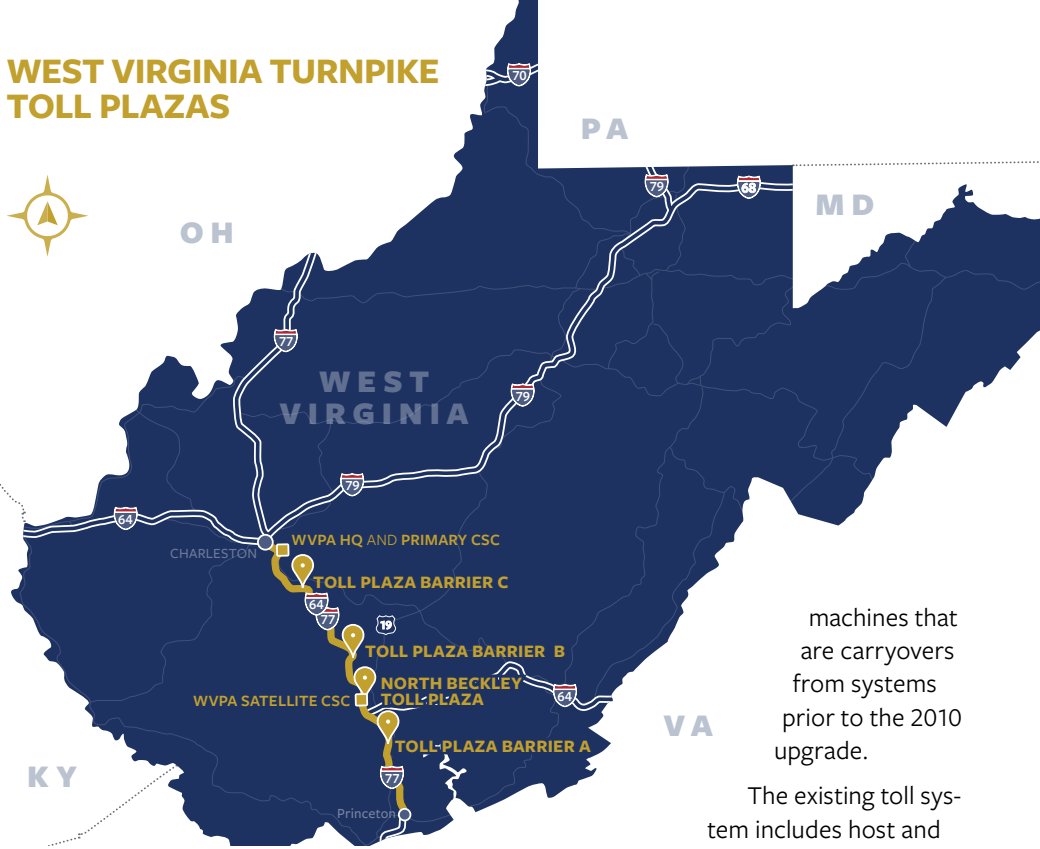 WEST VIRGINIA TURNPIKE
TOLL PLAZAS
70
PA
79
68
MD
OH
77
WEST
VIRGINIA
79
79
64
WVPA HQ AND PRIMARY CSC
CHARLESTON
TOLL PLAZA BARRIER C
64
77
19
TOLL PLAZA BARRIER B
NORTH BECKLEY
TOLL PLAZA
WVPA SATELLITE CSC
64
VA
TOLL PLAZA BARRIER A
KY
77
Princeton
machines that
are carryovers
from systems
prior to the 2010
upgrade.
The existing toll sys-
tem includes host and